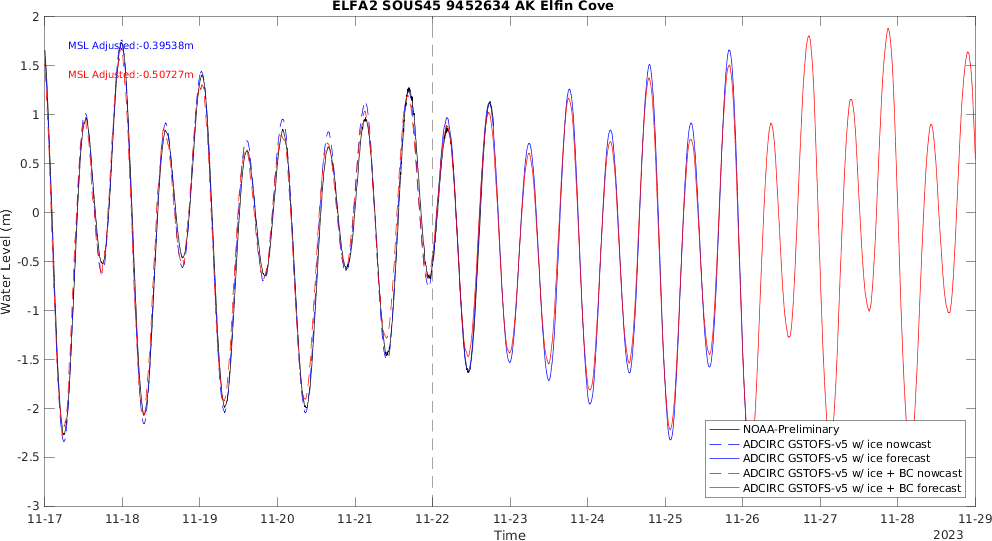 ELFA2 SOUS45 9452634 AK Elfin Cove
MSL Adjusted:-0.39538m
MSL Adjusted:-0.50727m
Water Level (m)
2
1.5
1
0.5
0
-0.5
-1
-1.5
-2
-2.5
-3
NOAA-Preliminary
ADCIRC GSTOFS-v5 w/ ice nowcast
ADCIRC GSTOFS-v5 w/ ice forecast
ADCIRC GSTOFS-v5 w/ ice + BC nowcast
ADCIRC GSTOFS-v5 w/ ice + BC forecast
11-17 11-18 11-19 11-20 11-21 11-22 11-23 11-24 11-25 11-26 11-27 11-28 11-29
Time
2023